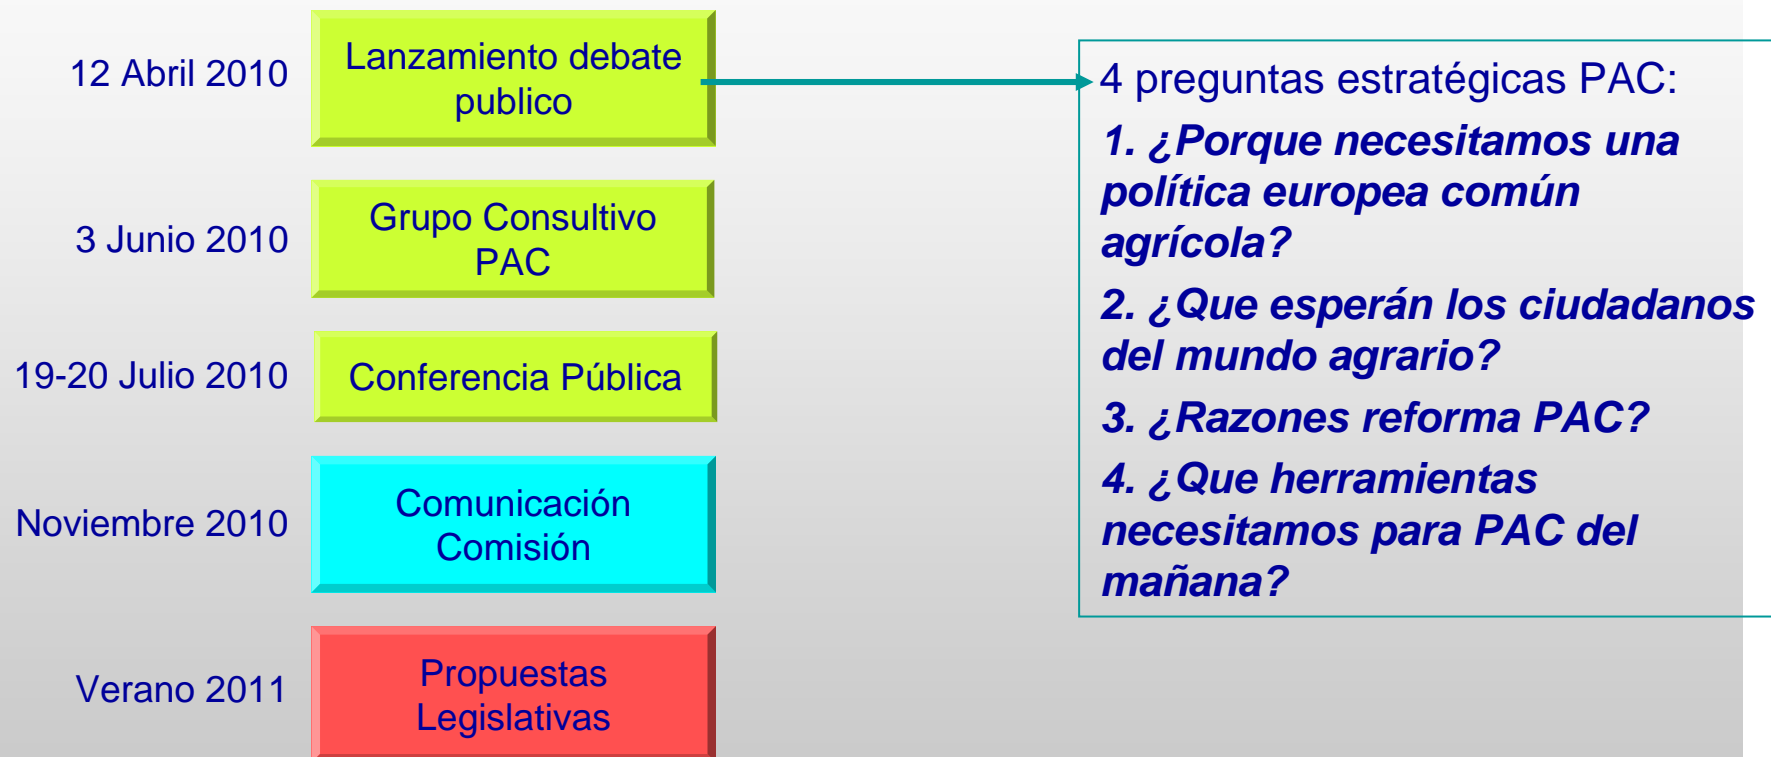 12 Abril 2010
Lanzamiento debate
publico
3 Junio 2010
Grupo Consultivo
PAC
19-20 Julio 2010
Conferencia Pública
Noviembre 2010
Comunicación
Comisión
Verano 2011
Propuestas
Legislativas
4 preguntas estratégicas PAC:
1. ¿Porque necesitamos una
política europea común
agrícola?
2. ¿Que esperán los ciudadanos
del mundo agrario?
3. ¿Razones reforma PAC?
4. ¿Que herramientas
necesitamos para PAC del
mañana?